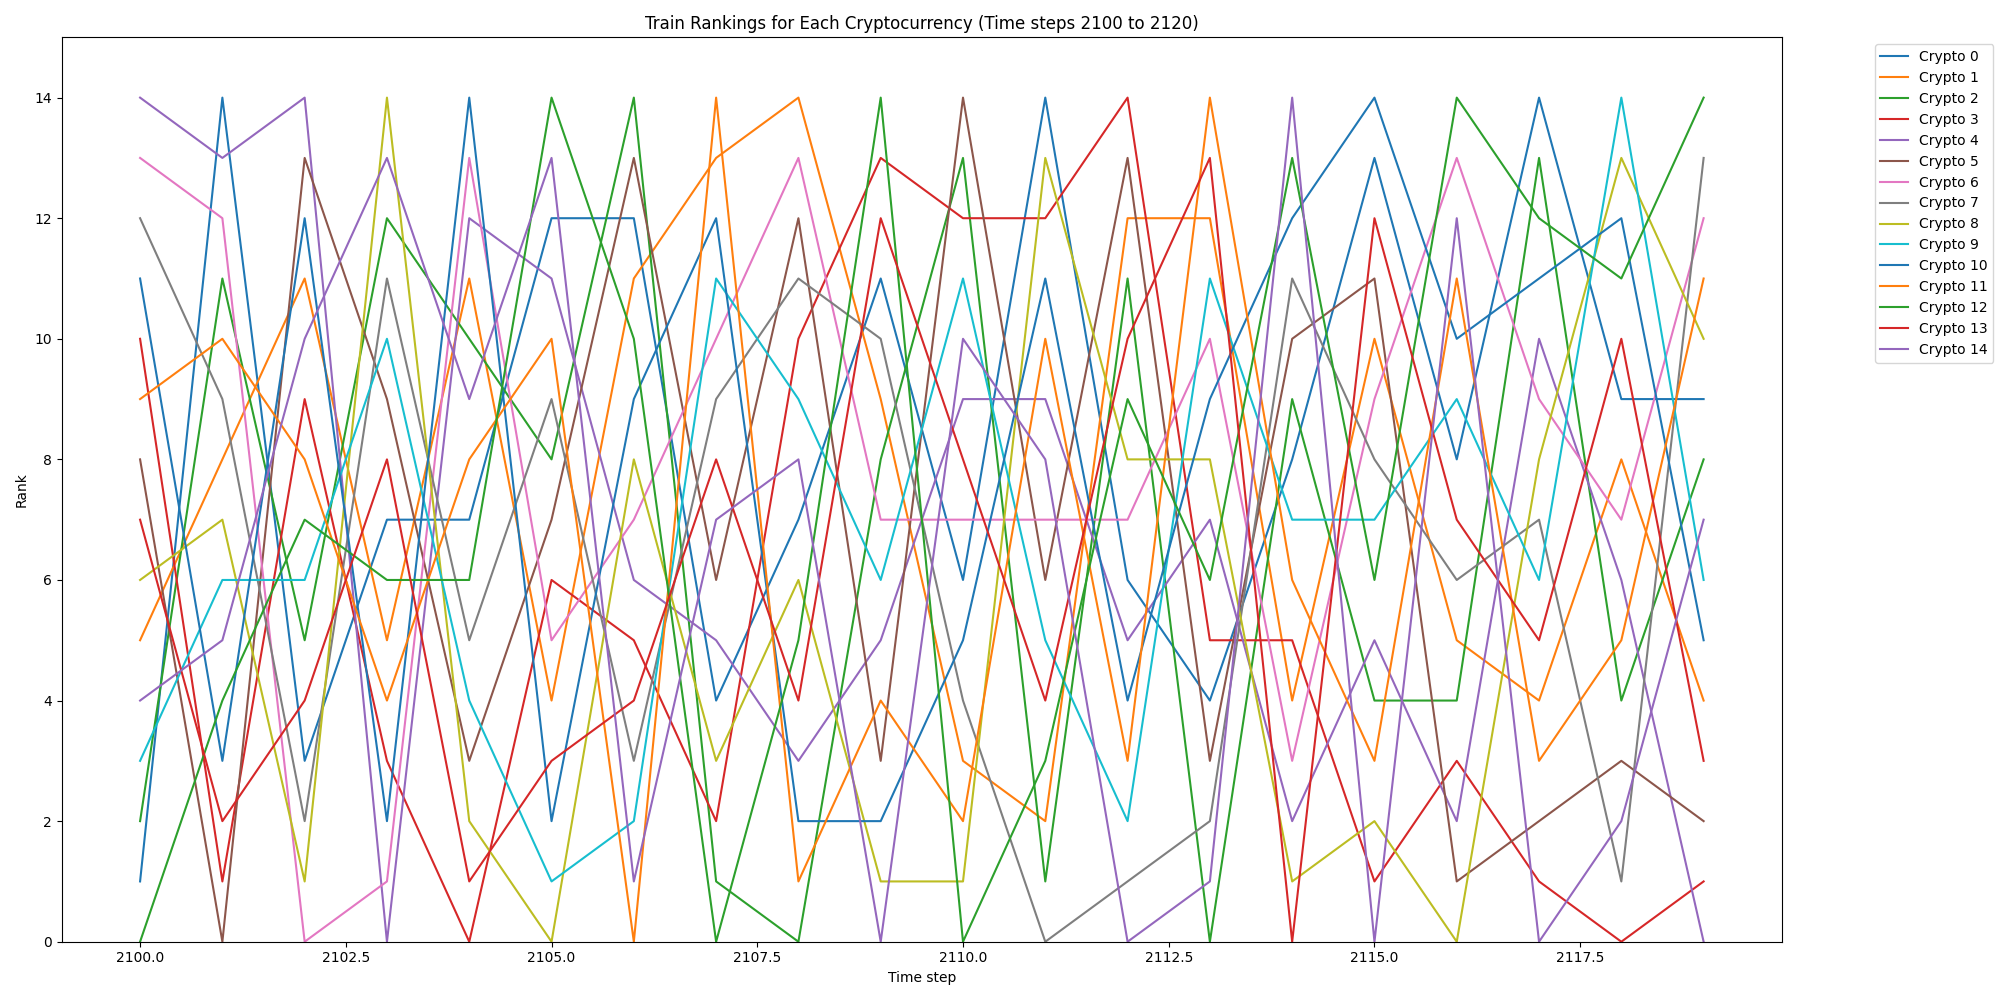 Train Rankings for Each Cryptocurrency (Time steps 2100 to 2120)
Rank
14
12
10
8
6
4
2
0
2100.0 2102.5 2105.0 2107.5 2110.0 2112.5 2115.0 2117.5
Time step
Crypto 0
Crypto 1
Crypto 2
Crypto 3
Crypto 4
Crypto 5
Crypto 6
Crypto 7
Crypto 8
Crypto 9
Crypto 10
Crypto 11
Crypto 12
Crypto 13
Crypto 14